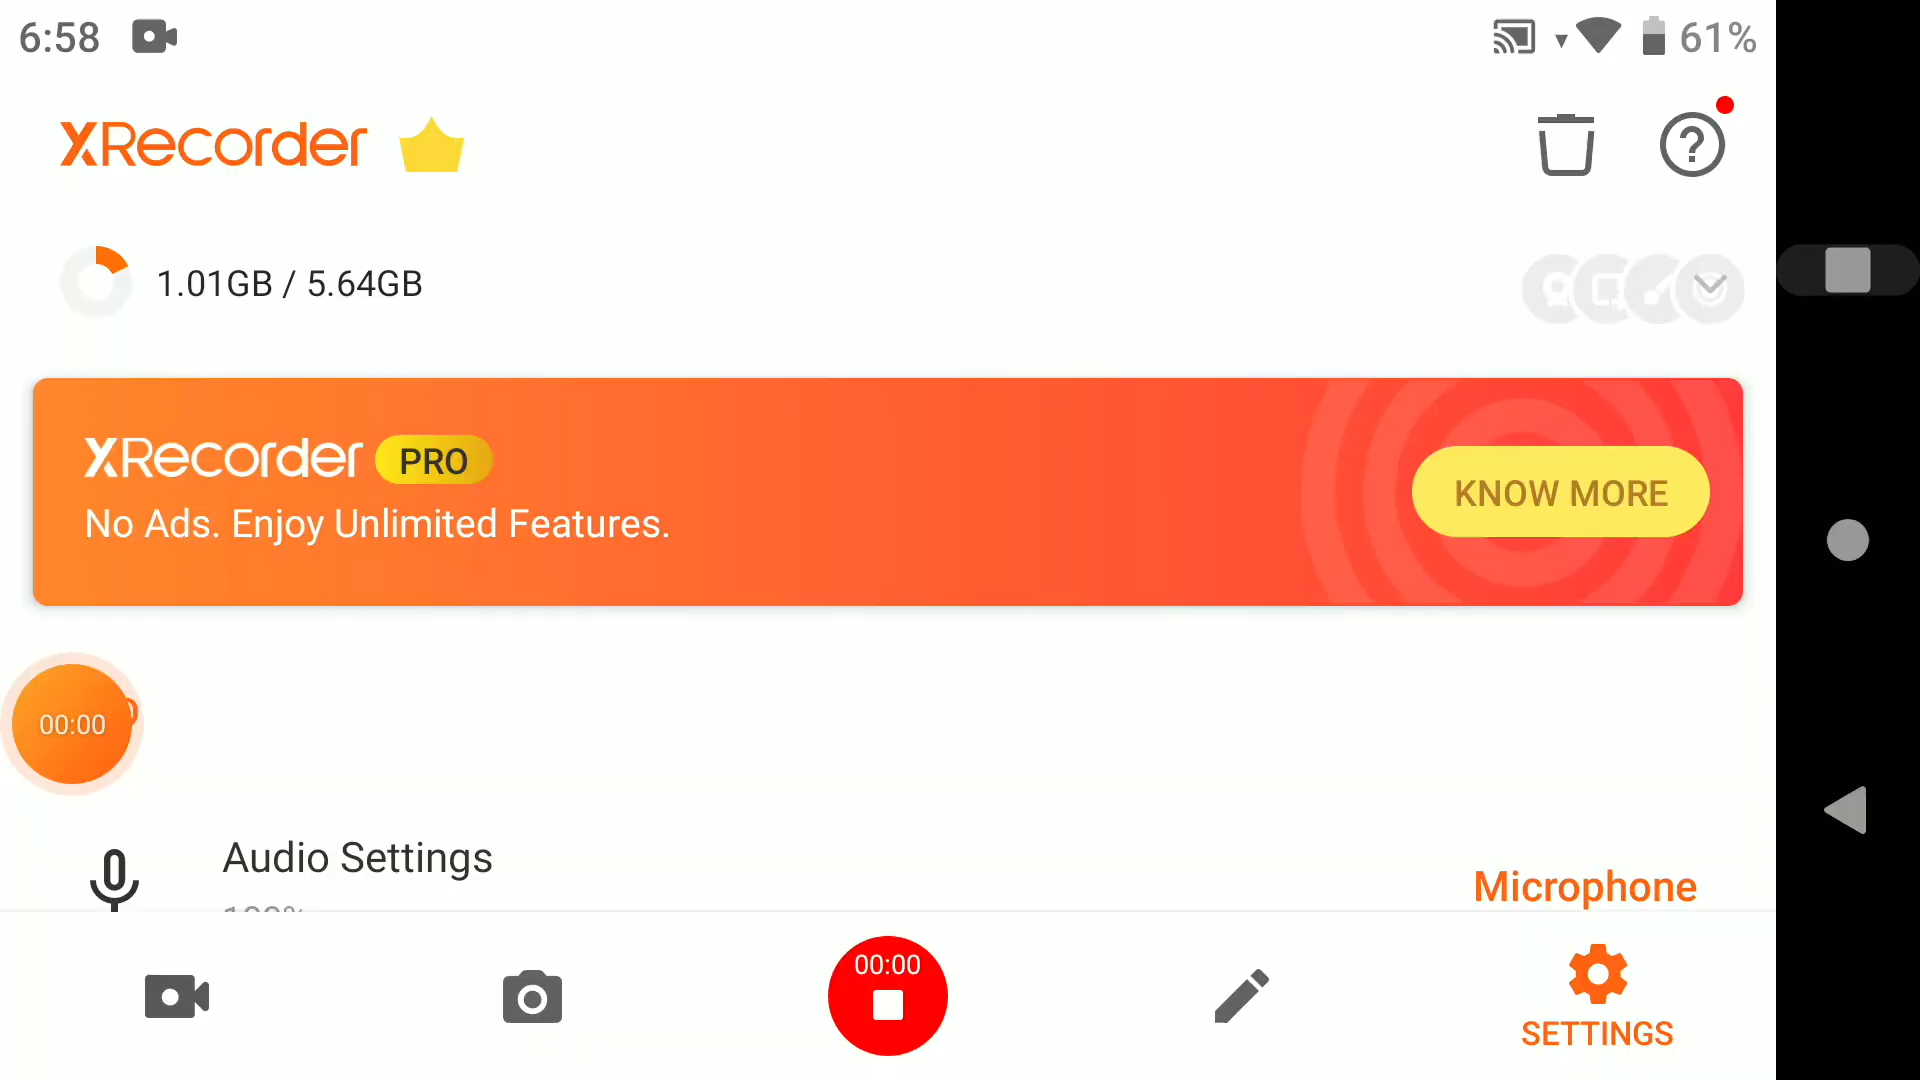 6:58
61%
XRecorder
1.01GB / 5.64GB
XRecorder PRO
No Ads. Enjoy Unlimited Features.
KNOW MORE
00:00
Audio Settings
Microphone
00:00
SETTINGS